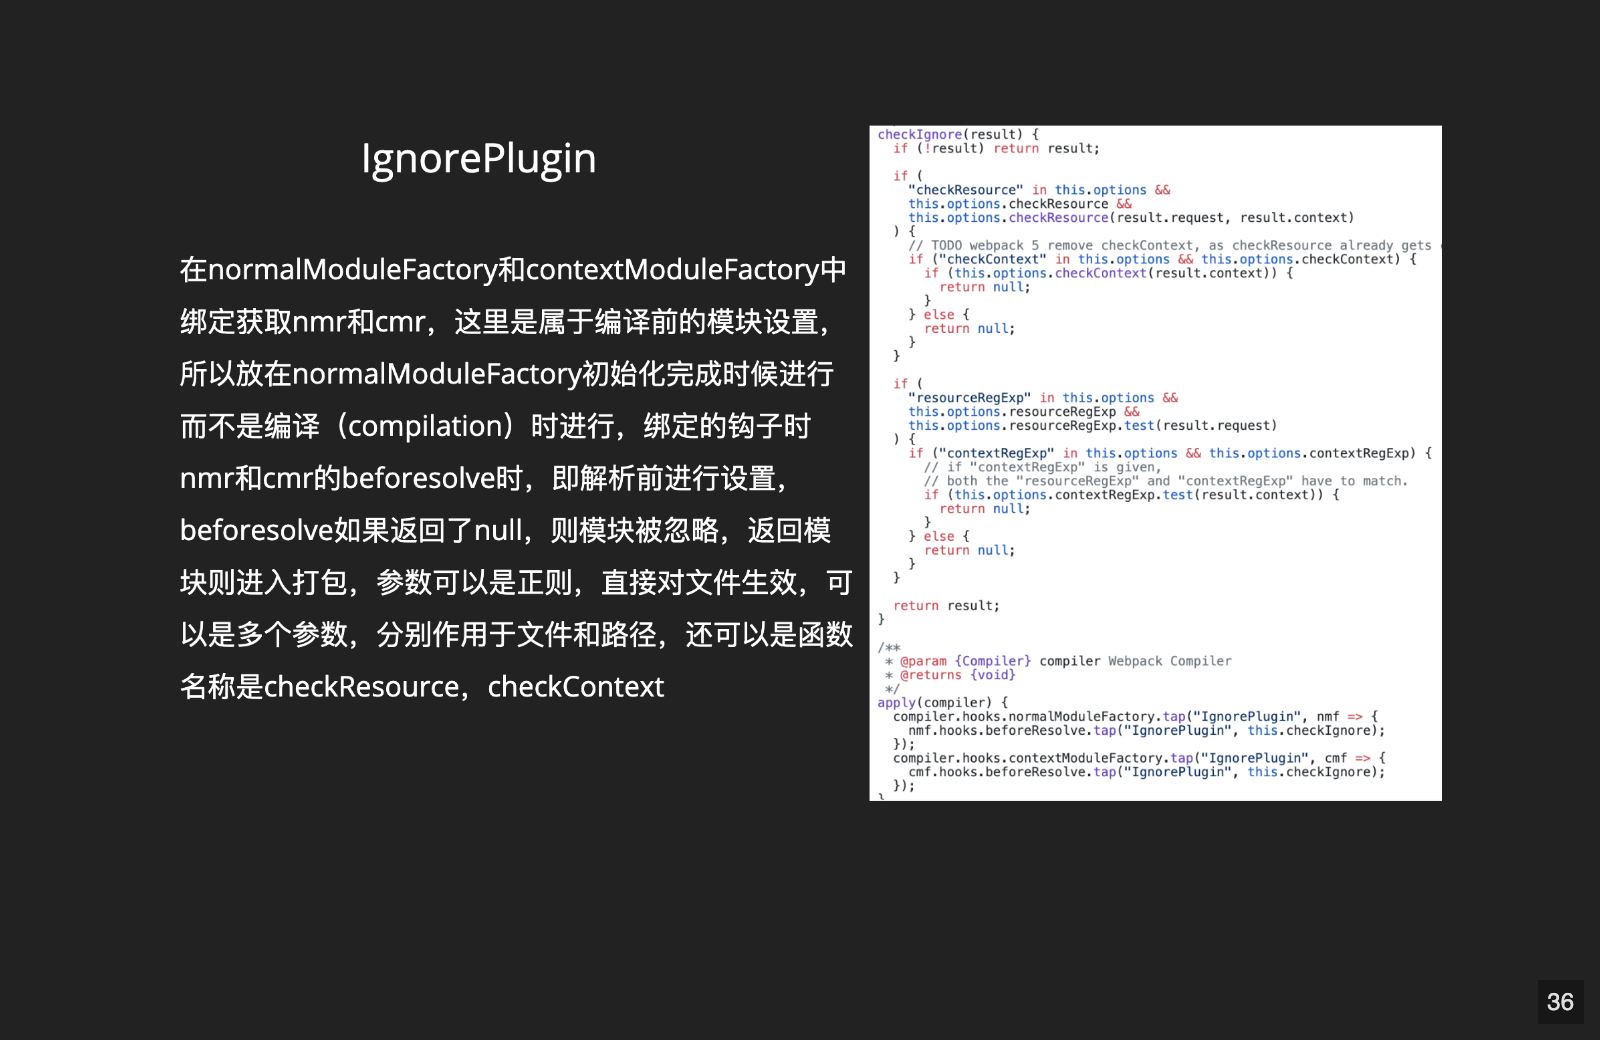 IgnorePlugin
在normalModuleFactory和contextModuleFactory中
绑定获取nmr和cmr，这里是属于编译前的模块设置，
所以放在normalModuleFactory初始化完成时候进行
而不是编译（compilation）时进行，绑定的钩子时
nmr和cmr的beforesolve时，即解析前进行设置，
beforesolve如果返回了null，则模块被忽略，返回模
块则进入打包，参数可以是正则，直接对文件生效，可
以是多个参数，分别作用于文件和路径，还可以是函数
名称是checkResource，checkContext
checkIgnore(result) {
if (!result) return result;
if (
"checkResource" in this.options &&
this.options.checkResource &&
this.options.checkResource(result.request, result.context)
) {
// TODO webpack 5 remove checkContext, as checkResource already gets
if ("checkContext" in this.options && this.options.checkContext) {
if (this.options.checkContext(result.context)) {
return null;
}
} else {
return null;
}
}
if (
"resourceRegExp" in this.options &&
this.options.resourceRegExp &&
this.options.resourceRegExp.test(result.request)
) {
if ("contextRegExp" in this.options && this.options.contextRegExp) {
// if "contextRegExp" is given,
// both the "resourceRegExp" and "contextRegExp" have to match.
if (this.options.contextRegExp.test(result.context)) {
return null;
}
} else {
return null;
}
}
return result;
}
/**
* @param {Compiler} compiler Webpack Compiler
* @returns {void}
*/
apply(compiler) {
compiler.hooks.normalModuleFactory.tap("IgnorePlugin", nmf => {
nmf.hooks.beforeResolve.tap("IgnorePlugin", this.checkIgnore);
});
compiler.hooks.contextModuleFactory.tap("IgnorePlugin", cmf => {
cmf.hooks.beforeResolve.tap("IgnorePlugin", this.checkIgnore);
});
}
36